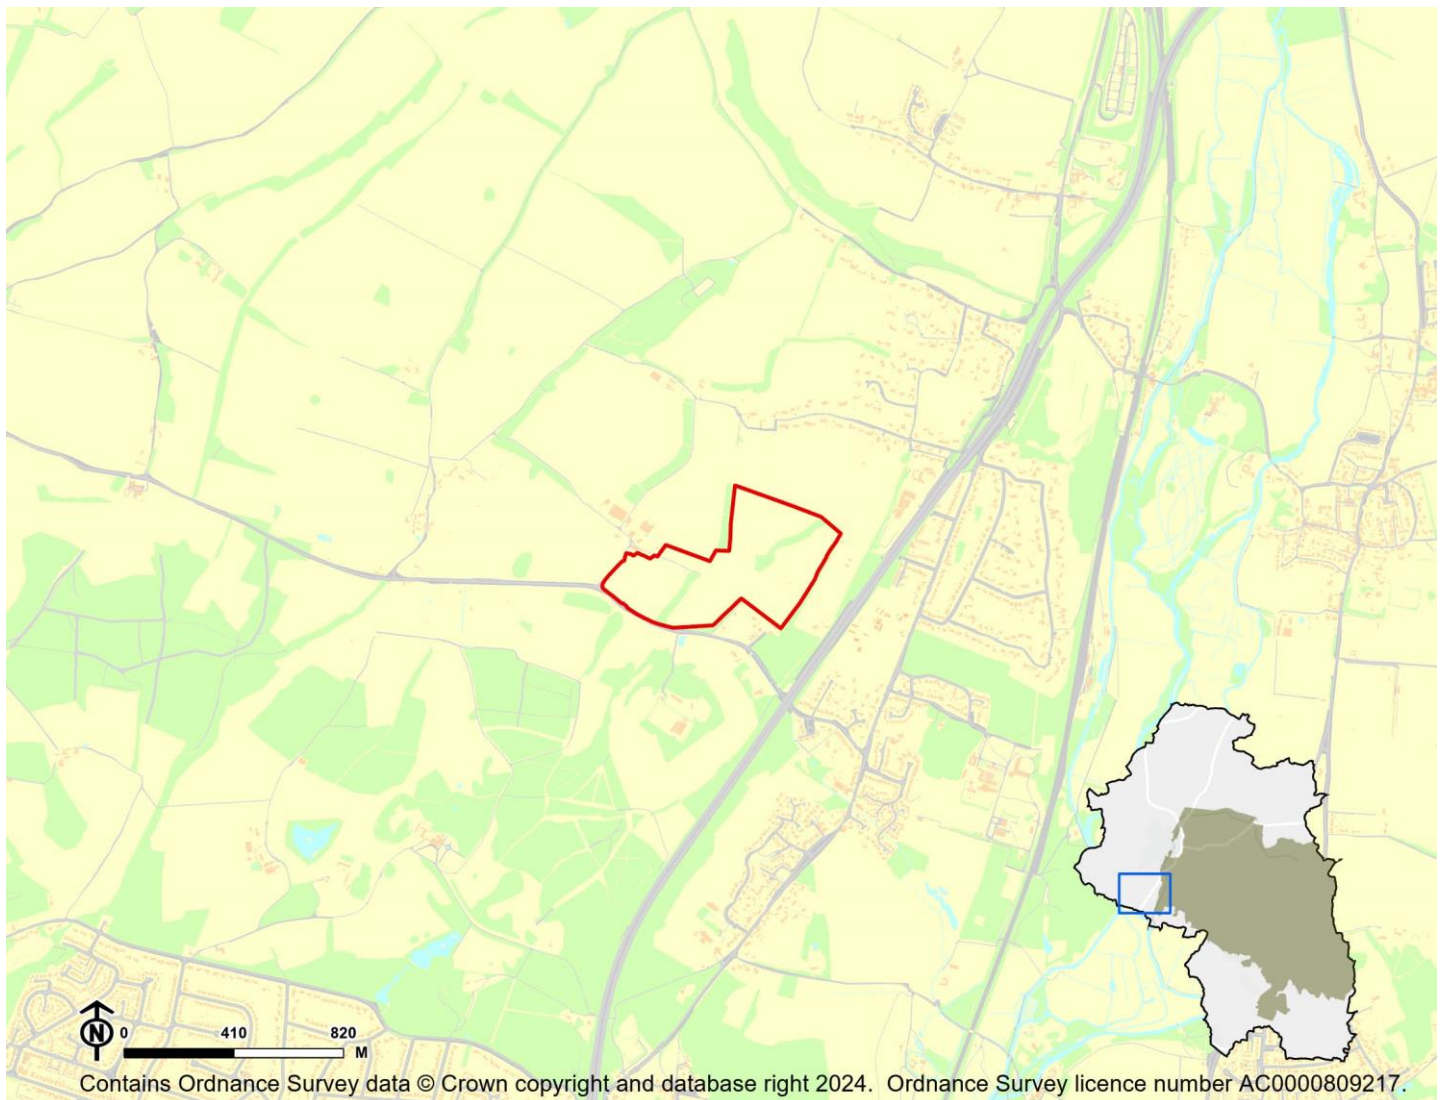 N
0 410 820
M
Contains Ordnance Survey data © Crown copyright and database right 2024. Ordnance Survey licence number AC0000809217.